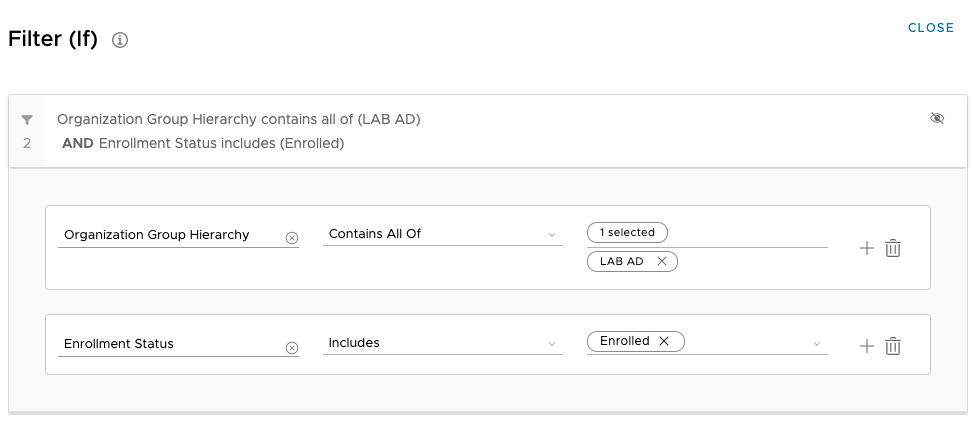 CLOSE
Filter (If)
Organization Group Hierarchy contains all of (LAB AD)
2 AND Enrollment Status includes (Enrolled)
Organization Group Hierarchy Contains All Of 1 selected
LAB AD
Enrollment Status Includes Enrolled